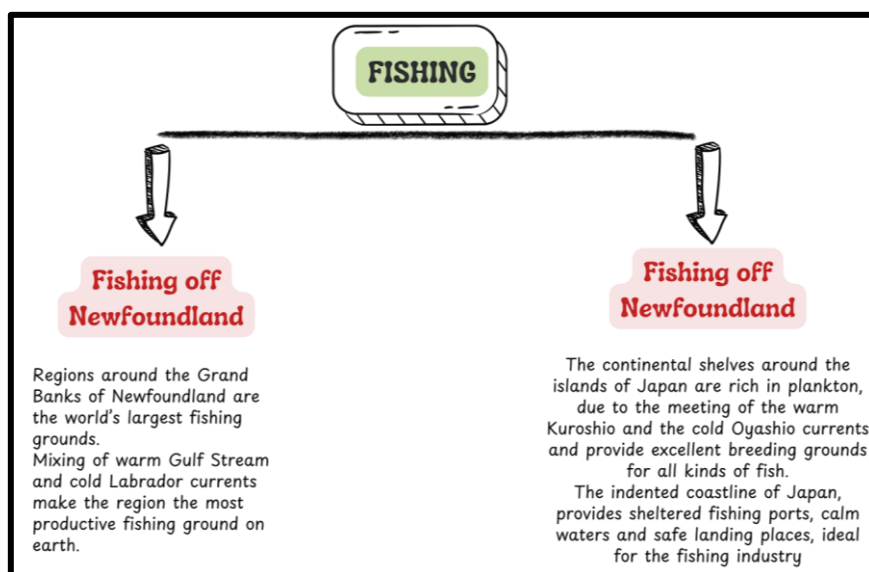 FISHING
Fishing off
Newfoundland
Regions around the Grand
Banks of Newfoundland are
the world's largest fishing
grounds.
Mixing of warm Gulf Stream
and cold Labrador currents
make the region the most
productive fishing ground on
earth.
Fishing off
Newfoundland
The continental shelves around the
islands of Japan are rich in plankton,
due to the meeting of the warm
Kuroshio and the cold Oyashio currents
and provide excellent breeding grounds
for all kinds of fish.
The indented coastline of Japan,
provides sheltered fishing ports, calm
waters and safe landing places, ideal
for the fishing industry